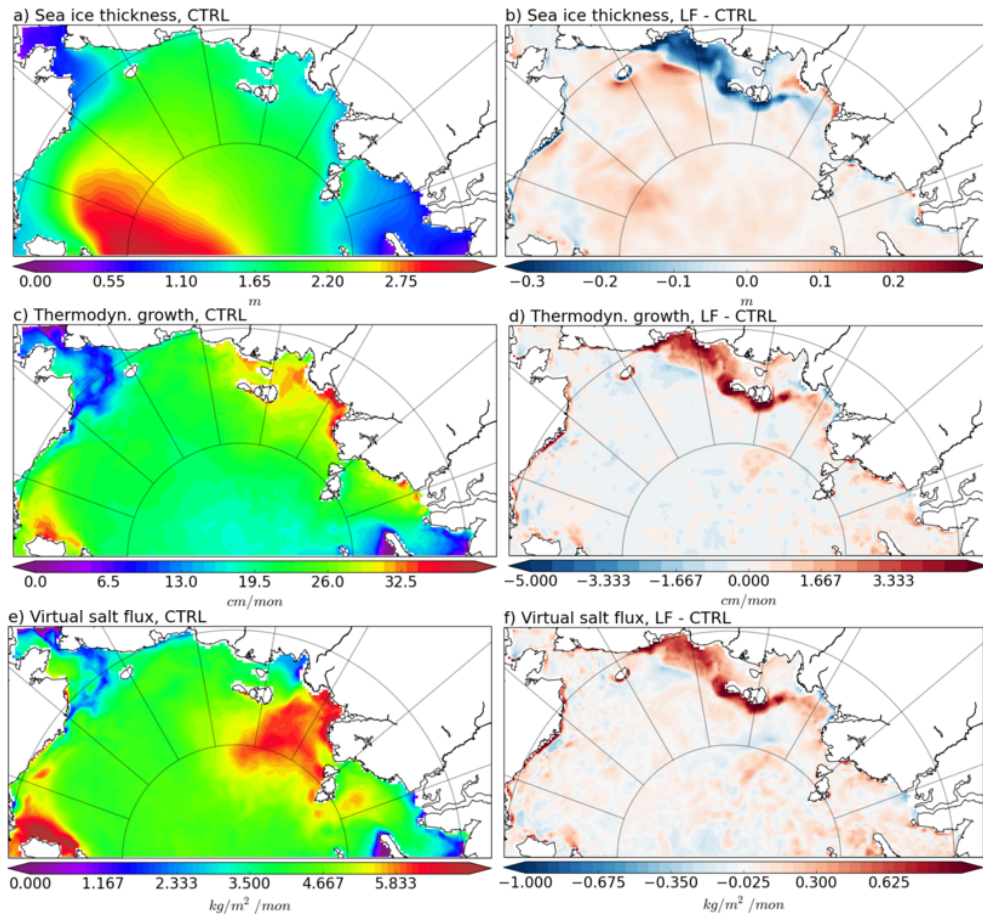 a) Sea ice thickness, CTRL
b) Sea ice thickness, LF - CTRL
0.00 0.55 1.10 1.65 2.20 2.75
m
−0.3 −0.2 −0.1 0.0 0.1 0.2
m
c) Thermodyn. growth, CTRL
d) Thermodyn. growth, LF - CTRL
0.0 6.5 13.0 19.5 26.0 32.5
cm/mon
−5.000 −3.333 −1.667 0.000 1.667 3.333
cm/mon
e) Virtual salt flux, CTRL
f) Virtual salt flux, LF - CTRL
0.000 1.167 2.333 3.500 4.667 5.833
kg/m² /mon
−1.000 −0.675 −0.350 −0.025 0.300 0.625
kg/m² /mon